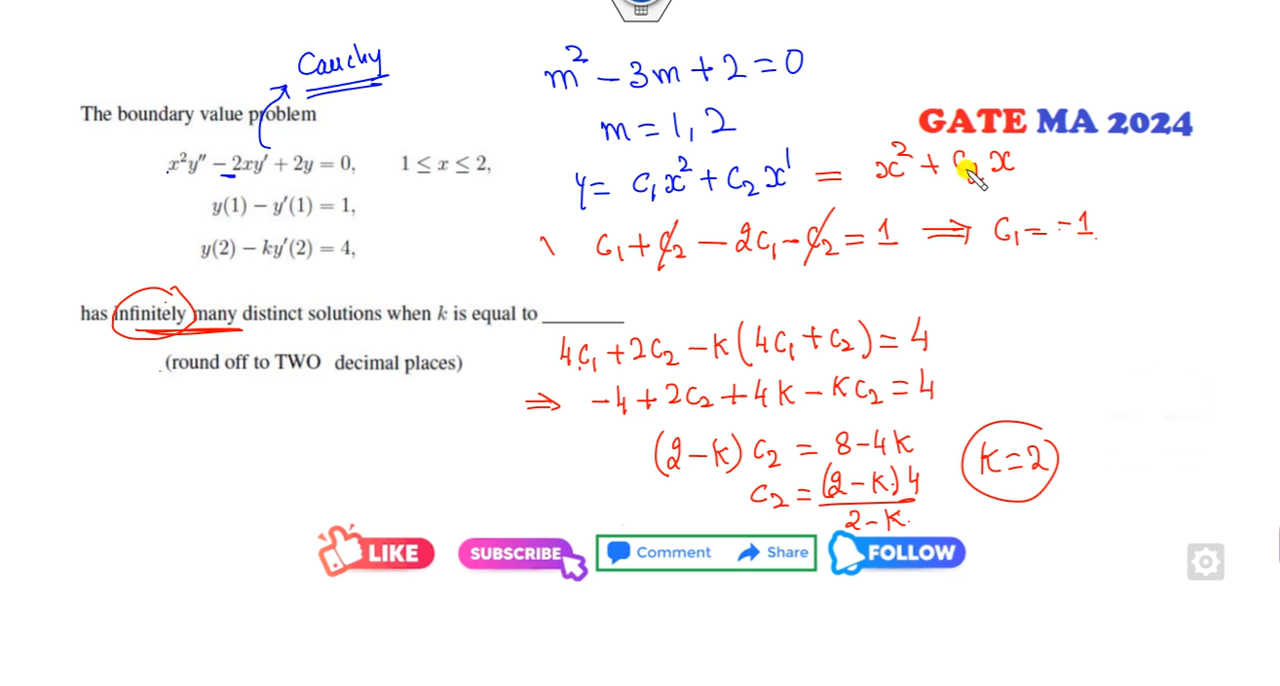 Cauchy
The boundary value problem
x²y″ − 2xy′ + 2y = 0, 1 ≤ x ≤ 2,
y(1) − y′(1) = 1,
y(2) − ky′(2) = 4,
has infinitely many distinct solutions when k is equal to ______
(round off to TWO decimal places)
m² − 3m + 2 = 0
m = 1, 2
GATE MA 2024
y = c₁x² + c₂x¹ = x² + c₂x
c₁ + c₂ − 2c₁ − c₂ = 1 ⟹ c₁ = −1
4c₁ + 2c₂ − k(4c₁ + c₂) = 4
⇒ −4 + 2c₂ + 4k − kc₂ = 4
(2−k) c₂ = 8 − 4k
c₂ = (2−k)4
2−k
k=2
LIKE
SUBSCRIBE
Comment
Share
FOLLOW